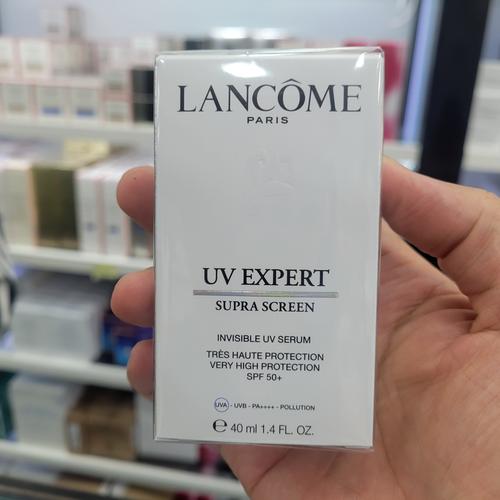 LANCÔME
PARIS
UV EXPERT
SUPRA SCREEN
INVISIBLE UV SERUM
TRÈS HAUTE PROTECTION
VERY HIGH PROTECTION
SPF 50+
UVA - UVB - PA++++ - POLLUTION
℮ 40 ml 1.4 FL. OZ.